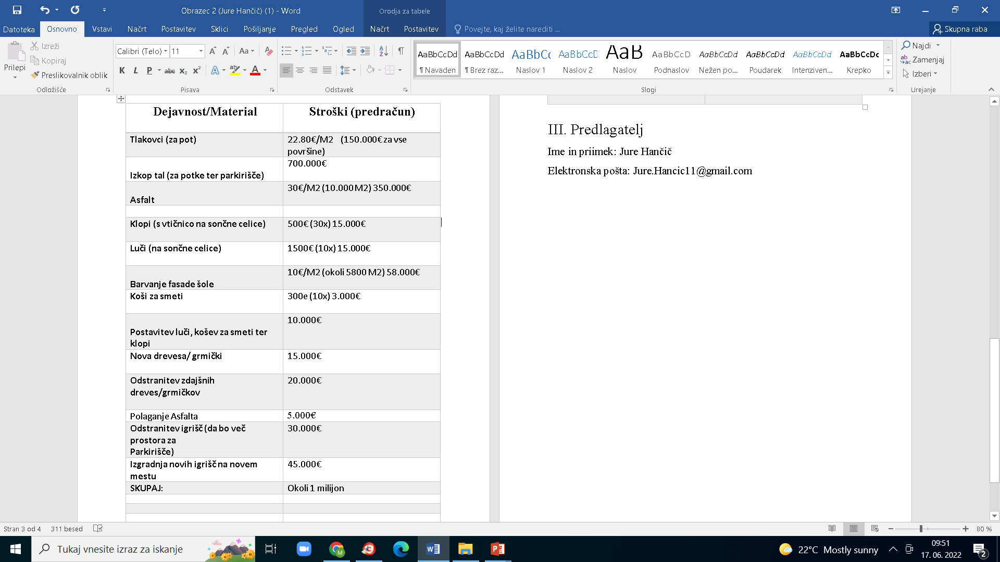 Obrazec 2 (Jure Hančič) (1) - Word
Orodja za tabele
Datoteka Osnovno Vstavi Načrt Postavitev Sklici Pošiljanje Pregled Ogled Načrt Postavitev Povejte, kaj želite narediti ... Skupna raba
Prilepi
Izreži
Kopiraj
Preslikovalnik oblik
Odložišče
Calibri (Telo) 11
Aa
K L P abc x₂ x²
Pisava
Odstavek
AaBbCcDd AaBbCcDd AaBbCc AaBbCcD AaB AaBbCcD AaBbCcDd AaBbCcDd AaBbCcDd AaBbCcDc
¶ Navaden ¶ Brez raz... Naslov 1 Naslov 2 Naslov Podnaslov Nežen po... Poudarek Intenziven... Krepko
Slogi
Najdi
Zamenjaj
Izberi
Urejanje
Dejavnost/Material Stroški (predračun)
Tlakovci (za pot) 22.80€/M2 (150.000€ za vse
površine)
Izkop tal (za potke ter parkirišče) 700.000€
Asfalt 30€/M2 (10.000 M2) 350.000€
Klopi (s vtičnico na sončne celice) 500€ (30x) 15.000€
Luči (na sončne celice) 1500€ (10x) 15.000€
Barvanje fasade šole 10€/M2 (okoli 5800 M2) 58.000€
Koši za smeti 300e (10x) 3.000€
Postavitev luči, košev za smeti ter 10.000€
klopi
Nova drevesa/ grmički 15.000€
Odstranitev zdajšnih 20.000€
dreves/grmičkov
Polaganje Asfalta 5.000€
Odstranitev igrišč (da bo več 30.000€
prostora za
Parkirišče)
Izgradnja novih igrišč na novem 45.000€
mestu
SKUPAJ: Okoli 1 milijon
III. Predlagatelj
Ime in priimek: Jure Hančič
Elektronska pošta: Jure.Hancic11@gmail.com
Stran 3 od 4 311 besed
80 %
Tukaj vnesite izraz za iskanje
22°C Mostly sunny
09:51
17. 06. 2022
2